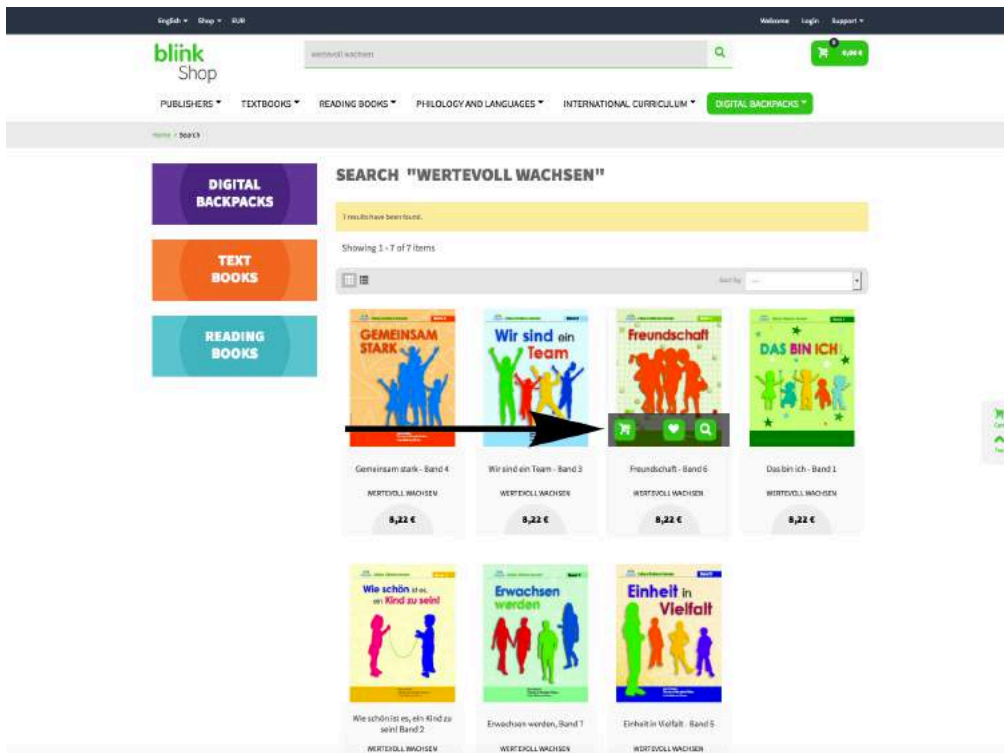 English Shop EUR Welcome Login Support
blink
Shop
wertevoll wachsen
0
0,00 €
PUBLISHERS TEXTBOOKS READING BOOKS PHILOLOGY AND LANGUAGES INTERNATIONAL CURRICULUM DIGITAL BACKPACKS
Home > Search
DIGITAL
BACKPACKS
TEXT
BOOKS
READING
BOOKS
SEARCH "WERTEVOLL WACHSEN"
7 results have been found.
Showing 1 - 7 of 7 items
Sort by
GEMEINSAM
STARK
Wir sind ein
Team
Freundschaft
DAS BIN ICH
Gemeinsam stark - Band 4
Wir sind ein Team - Band 3
Freundschaft - Band 6
Das bin ich - Band 1
WERTEVOLL WACHSEN
WERTEVOLL WACHSEN
WERTEVOLL WACHSEN
WERTEVOLL WACHSEN
8,22 €
8,22 €
8,22 €
8,22 €
Wie schön ist es,
ein Kind zu sein!
Erwachsen
werden
Einheit in
Vielfalt
Wie schön ist es, ein Kind zu
sein! Band 2
Erwachsen werden, Band 7
Einheit in Vielfalt - Band 5
WERTEVOLL WACHSEN
WERTEVOLL WACHSEN
WERTEVOLL WACHSEN